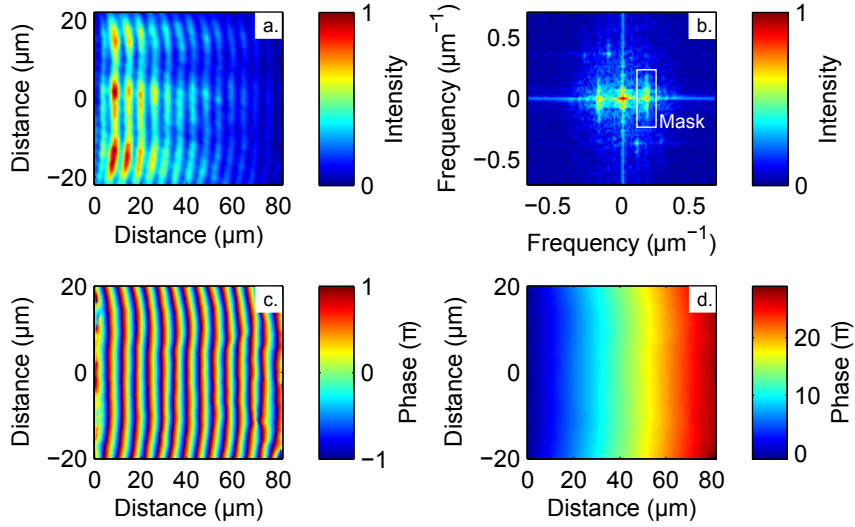 a.
Distance (μm)
20
0
−20
0 20 40 60 80
Distance (μm)
1
0
Intensity
b.
Frequency (μm⁻¹)
0.5
0
−0.5
−0.5 0 0.5
Frequency (μm⁻¹)
Mask
1
0
Intensity
c.
Distance (μm)
20
0
−20
0 20 40 60 80
Distance (μm)
1
0
−1
Phase (π)
d.
Distance (μm)
20
0
−20
0 20 40 60 80
Distance (μm)
20
10
0
Phase (π)